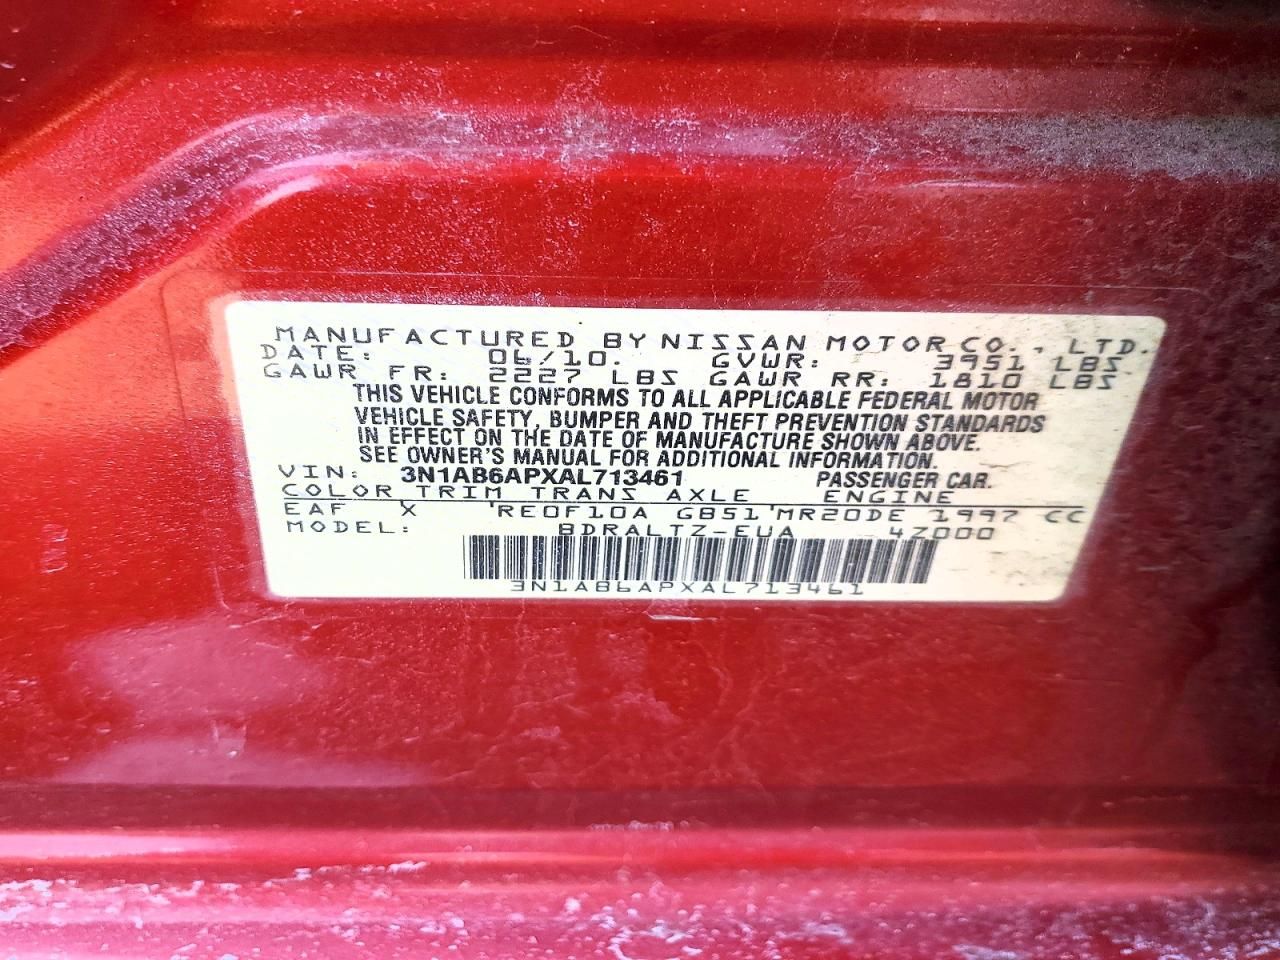 MANUFACTURED BY NISSAN MOTOR CO., LTD.
DATE: 06/10. GVWR: 3951 LBS
GAWR FR: 2227 LBS GAWR RR: 1810 LBS
THIS VEHICLE CONFORMS TO ALL APPLICABLE FEDERAL MOTOR
VEHICLE SAFETY, BUMPER AND THEFT PREVENTION STANDARDS
IN EFFECT ON THE DATE OF MANUFACTURE SHOWN ABOVE.
SEE OWNER'S MANUAL FOR ADDITIONAL INFORMATION.
VIN: 3N1AB6APXAL713461 PASSENGER CAR.
COLOR TRIM TRANS AXLE ENGINE
EAF X 'RE0F10A GB51'MR20DE 1997 CC
MODEL: BDRALTZ-EUA 4Z000
3N1AB6APXAL713461